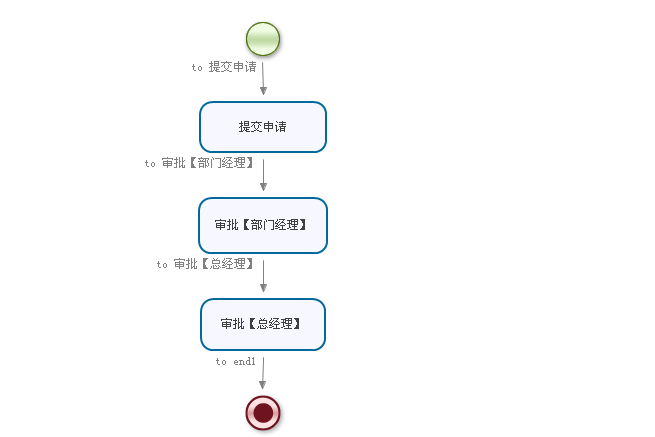 to 提交申请
提交申请
to 审批【部门经理】
审批【部门经理】
to 审批【总经理】
审批【总经理】
to end1